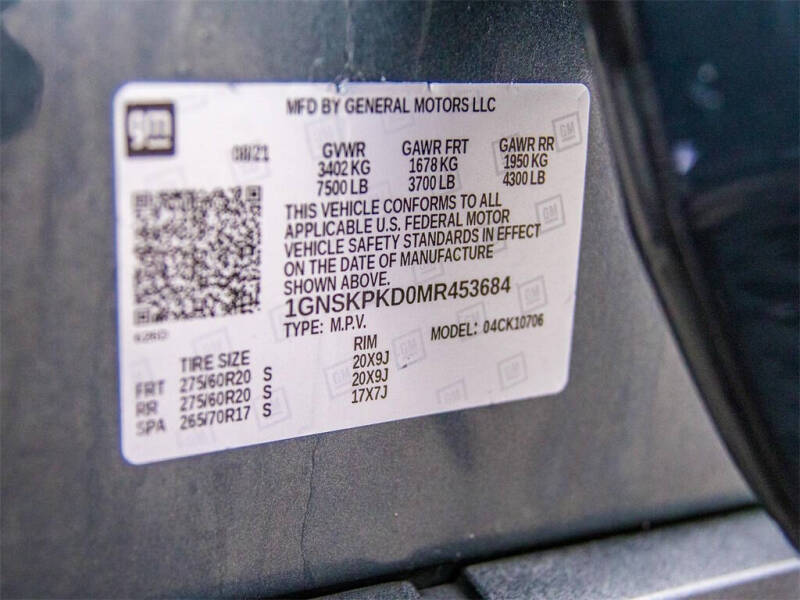 MFD BY GENERAL MOTORS LLC
gm
08/21
GVWR GAWR FRT GAWR RR
3402 KG 1678 KG 1950 KG
7500 LB 3700 LB 4300 LB
THIS VEHICLE CONFORMS TO ALL
APPLICABLE U.S. FEDERAL MOTOR
VEHICLE SAFETY STANDARDS IN EFFECT
ON THE DATE OF MANUFACTURE
SHOWN ABOVE.
1GNSKPKD0MR453684
TYPE: M.P.V. MODEL: 04CK10706
TIRE SIZE RIM
FRT 275/60R20 S 20X9J
RR 275/60R20 S 20X9J
SPA 265/70R17 S 17X7J